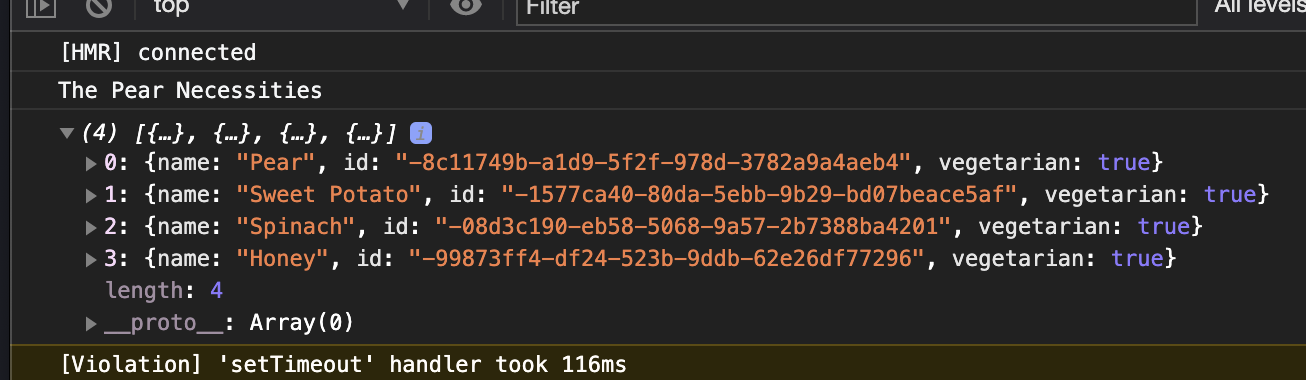 top Filter All levels
[HMR] connected
The Pear Necessities
(4) [{…}, {…}, {…}, {…}] i
0: {name: "Pear", id: "-8c11749b-a1d9-5f2f-978d-3782a9a4aeb4", vegetarian: true}
1: {name: "Sweet Potato", id: "-1577ca40-80da-5ebb-9b29-bd07beace5af", vegetarian: true}
2: {name: "Spinach", id: "-08d3c190-eb58-5068-9a57-2b7388ba4201", vegetarian: true}
3: {name: "Honey", id: "-99873ff4-df24-523b-9ddb-62e26df77296", vegetarian: true}
length: 4
__proto__: Array(0)
[Violation] 'setTimeout' handler took 116ms